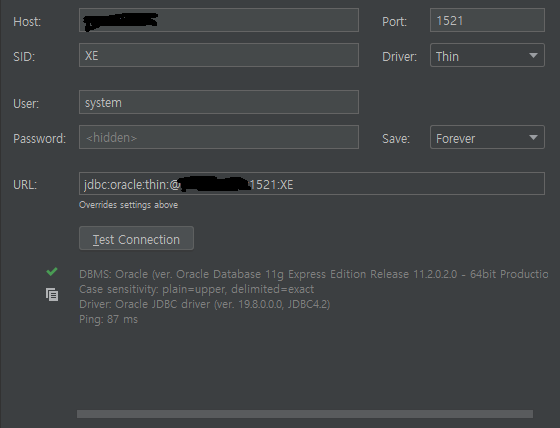 Host: Port: 1521
SID: XE Driver: Thin
User: system
Password: <hidden> Save: Forever
URL: jdbc:oracle:thin:@ 1521:XE
Overrides settings above
Test Connection
DBMS: Oracle (ver. Oracle Database 11g Express Edition Release 11.2.0.2.0 - 64bit Productio
Case sensitivity: plain=upper, delimited=exact
Driver: Oracle JDBC driver (ver. 19.8.0.0.0, JDBC4.2)
Ping: 87 ms